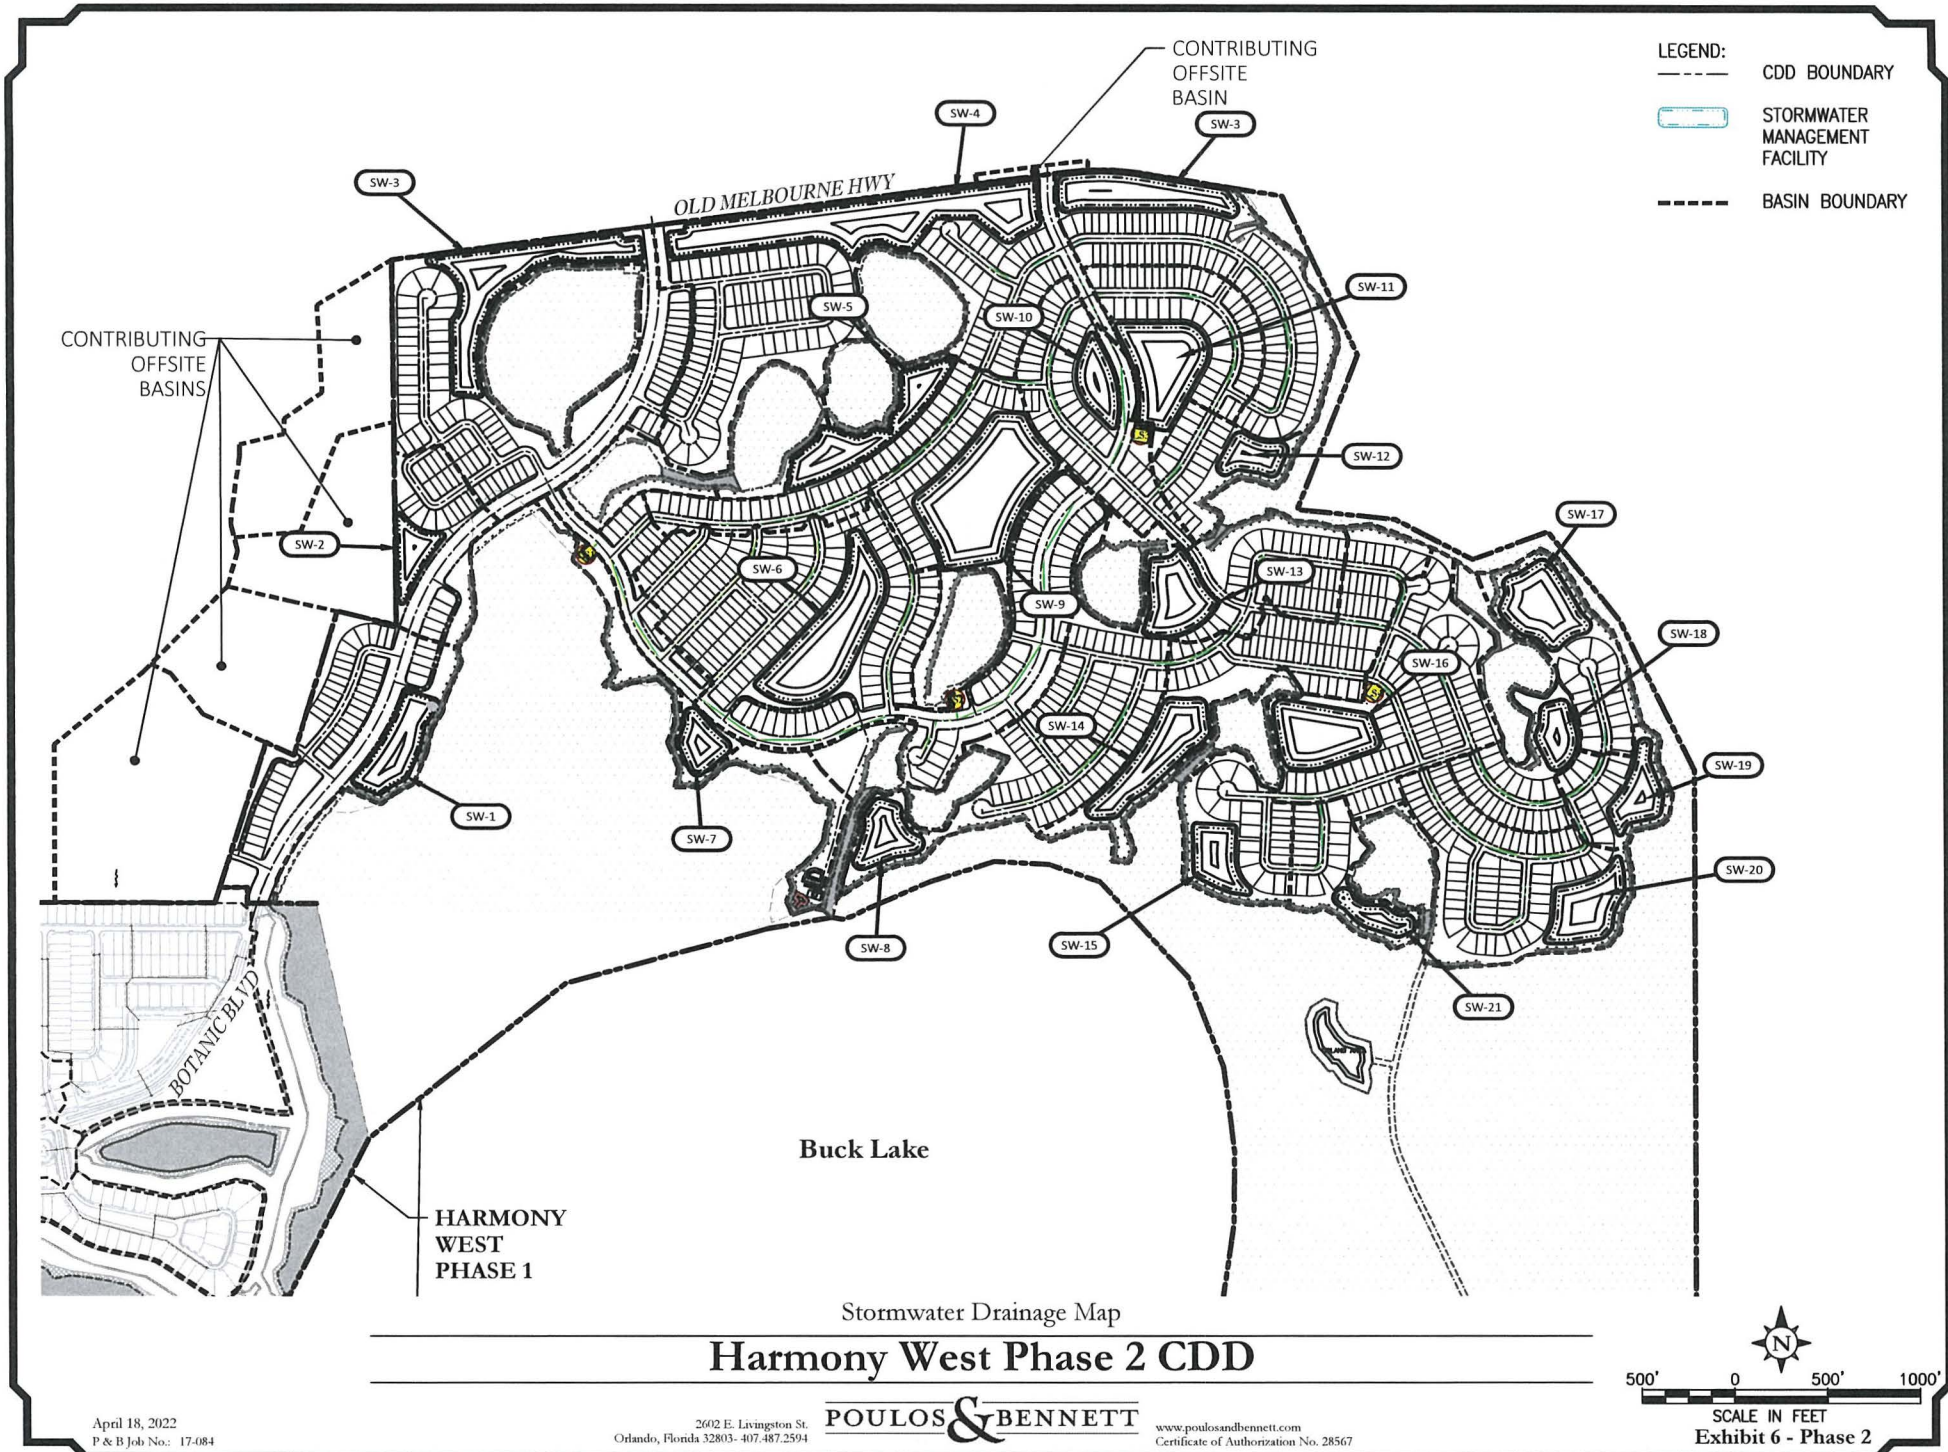 CONTRIBUTING
OFFSITE
BASIN
LEGEND:
CDD BOUNDARY
STORMWATER
MANAGEMENT
FACILITY
BASIN BOUNDARY
SW-4
SW-3
SW-3
OLD MELBOURNE HWY
SW-11
SW-5
SW-10
CONTRIBUTING
OFFSITE
BASINS
SW-12
SW-17
SW-2
SW-6
SW-13
SW-9
SW-18
SW-16
SW-14
SW-19
SW-1
SW-7
SW-20
SW-8
SW-15
SW-21
BOTANIC BLVD
Buck Lake
HARMONY
WEST
PHASE 1
Stormwater Drainage Map
Harmony West Phase 2 CDD
N
500' 0 500' 1000'
SCALE IN FEET
Exhibit 6 - Phase 2
April 18, 2022
P & B Job No.: 17-084
2602 E. Livingston St.
Orlando, Florida 32803- 407.487.2594
POULOS & BENNETT
www.poulosandbennett.com
Certificate of Authorization No. 28567